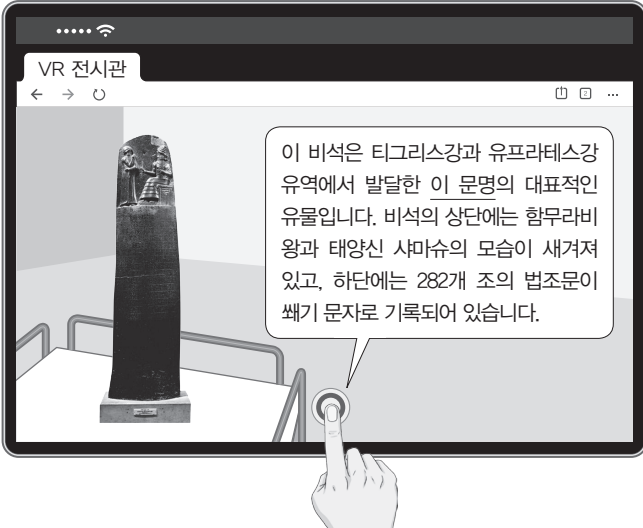 VR 전시관
2
이 비석은 티그리스강과 유프라테스강
유역에서 발달한 이 문명의 대표적인
유물입니다. 비석의 상단에는 함무라비
왕과 태양신 샤마슈의 모습이 새겨져
있고, 하단에는 282개 조의 법조문이
쐐기 문자로 기록되어 있습니다.